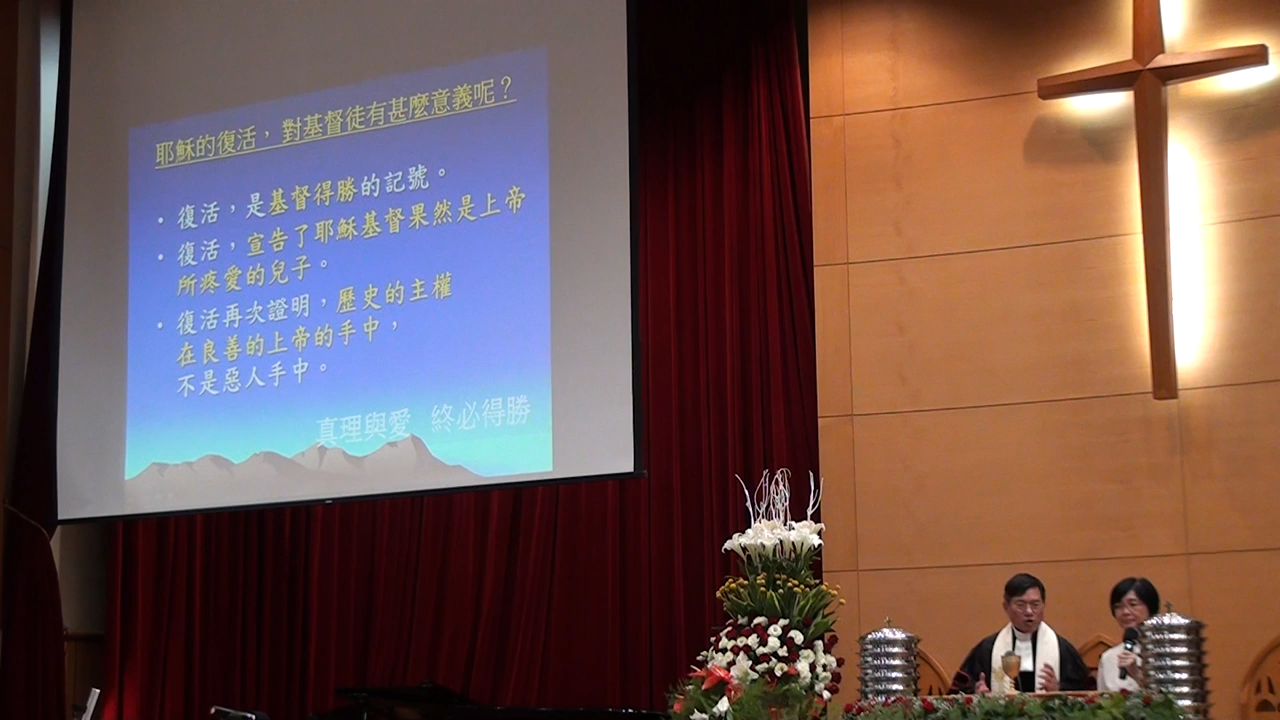 耶穌的復活，對基督徒有甚麼意義呢？
• 復活，是基督得勝的記號。
• 復活，宣告了耶穌基督果然是上帝
所疼愛的兒子。
• 復活再次證明，歷史的主權
在良善的上帝的手中，
不是惡人手中。
真理與愛 終必得勝